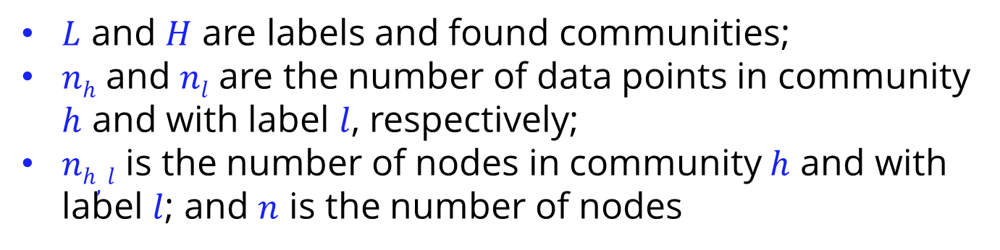 • L and H are labels and found communities;
• n_h and n_l are the number of data points in community
h and with label l, respectively;
• n_{h, l} is the number of nodes in community h and with
label l; and n is the number of nodes